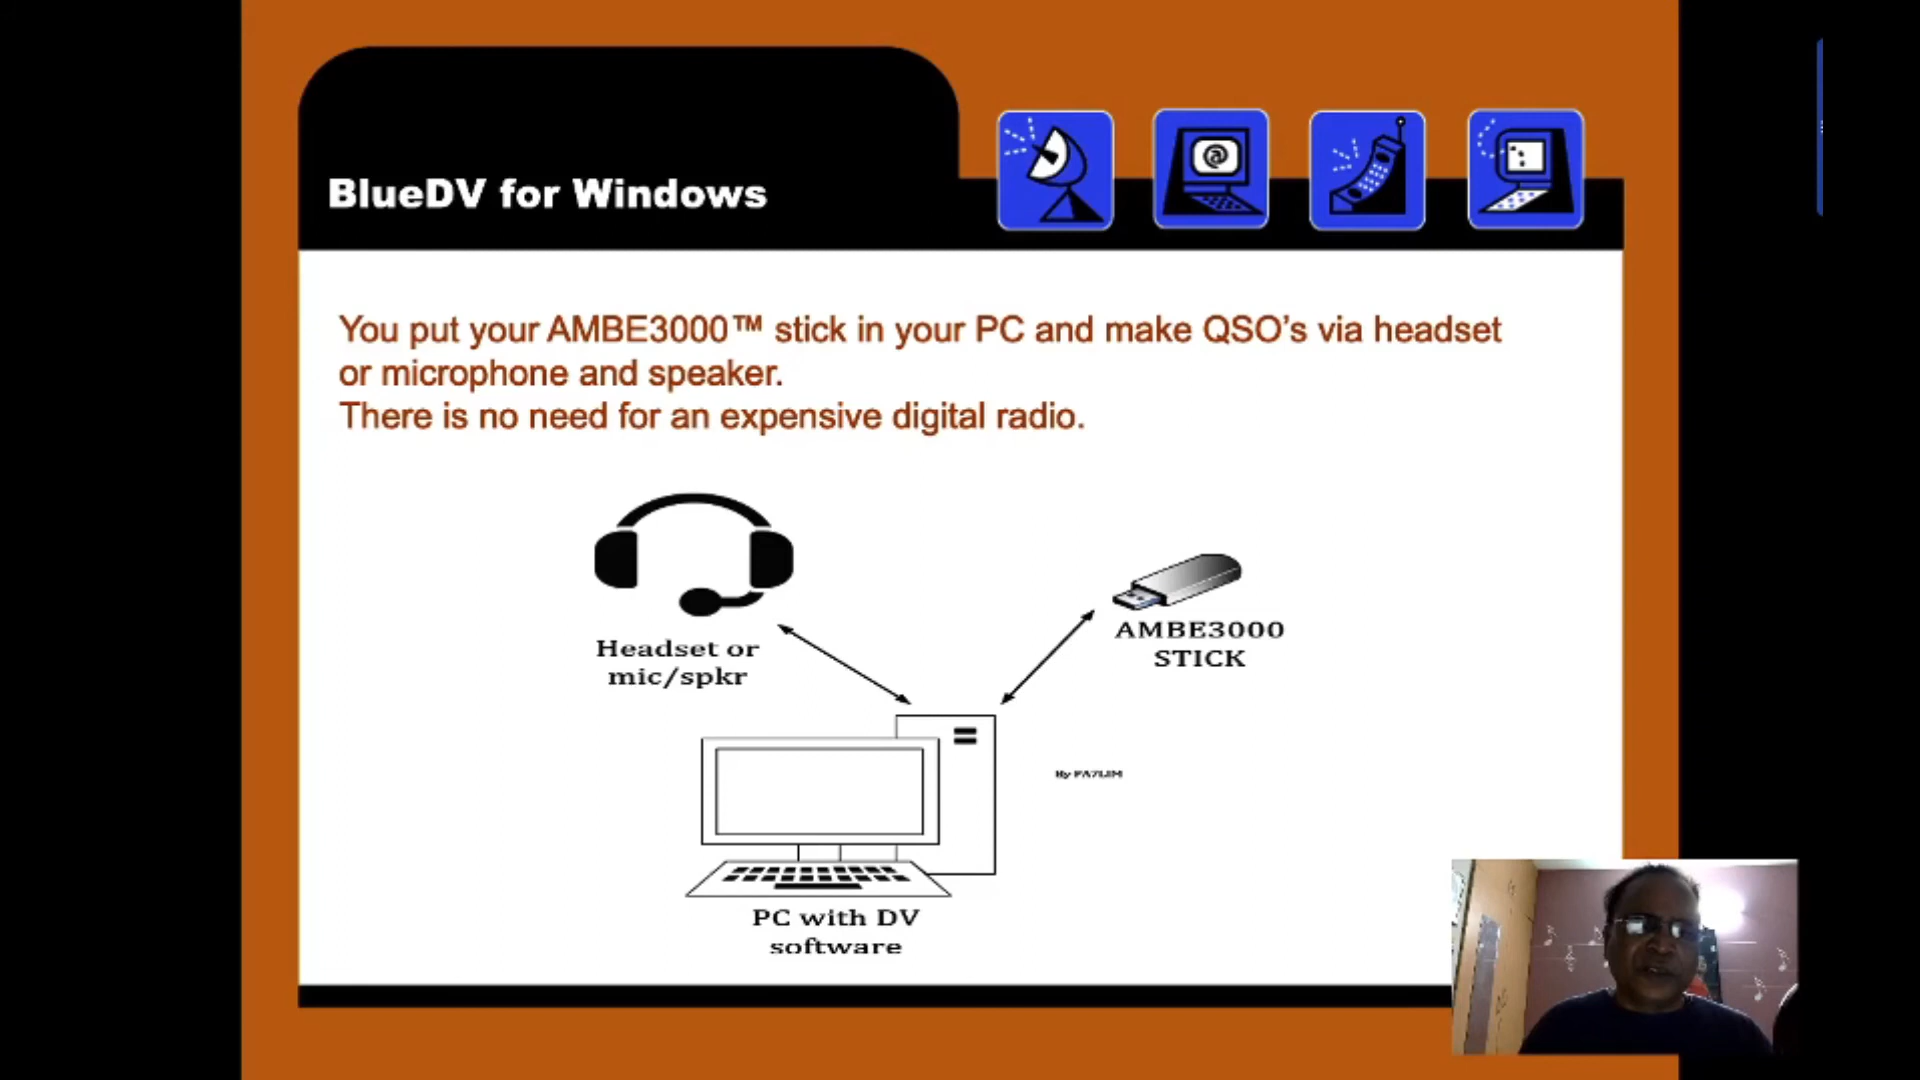 BlueDV for Windows
You put your AMBE3000™ stick in your PC and make QSO’s via headset
or microphone and speaker.
There is no need for an expensive digital radio.
Headset or
mic/spkr
AMBE3000
STICK
By PA7LIM
PC with DV
software